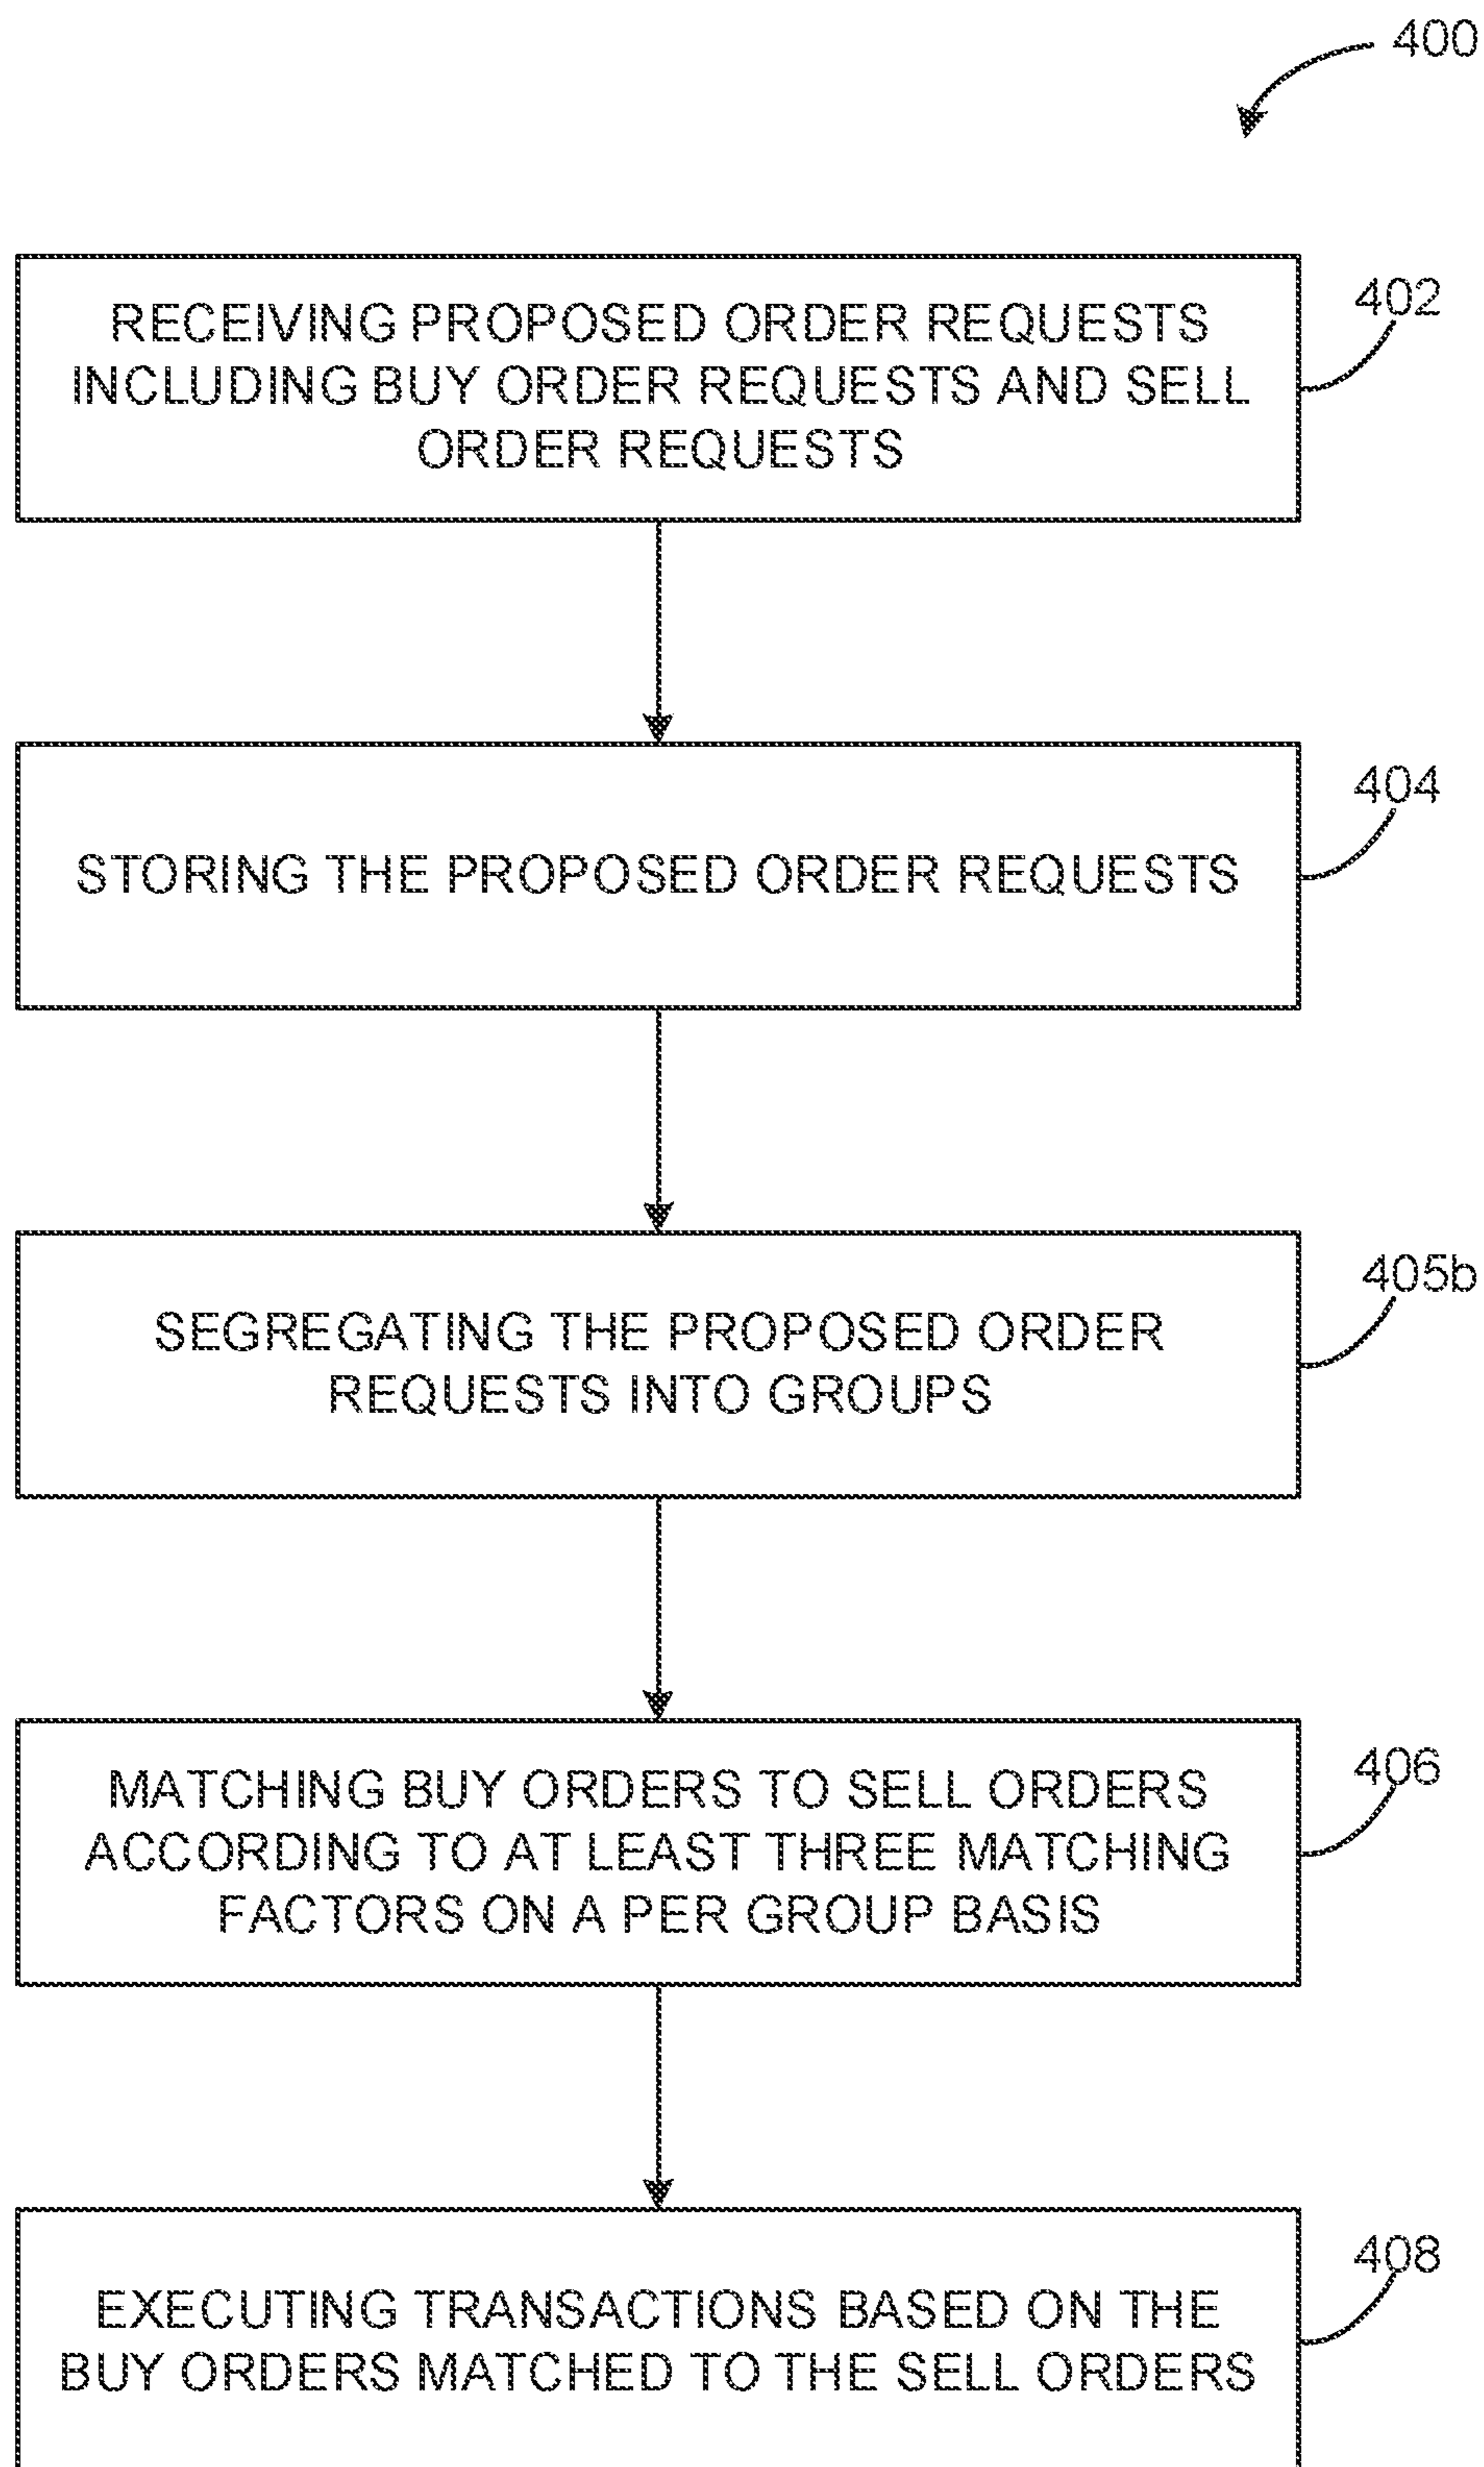 400
RECEIVING PROPOSED ORDER REQUESTS
INCLUDING BUY ORDER REQUESTS AND SELL
ORDER REQUESTS
402
STORING THE PROPOSED ORDER REQUESTS
404
SEGREGATING THE PROPOSED ORDER
REQUESTS INTO GROUPS
405b
MATCHING BUY ORDERS TO SELL ORDERS
ACCORDING TO AT LEAST THREE MATCHING
FACTORS ON A PER GROUP BASIS
406
EXECUTING TRANSACTIONS BASED ON THE
BUY ORDERS MATCHED TO THE SELL ORDERS
408